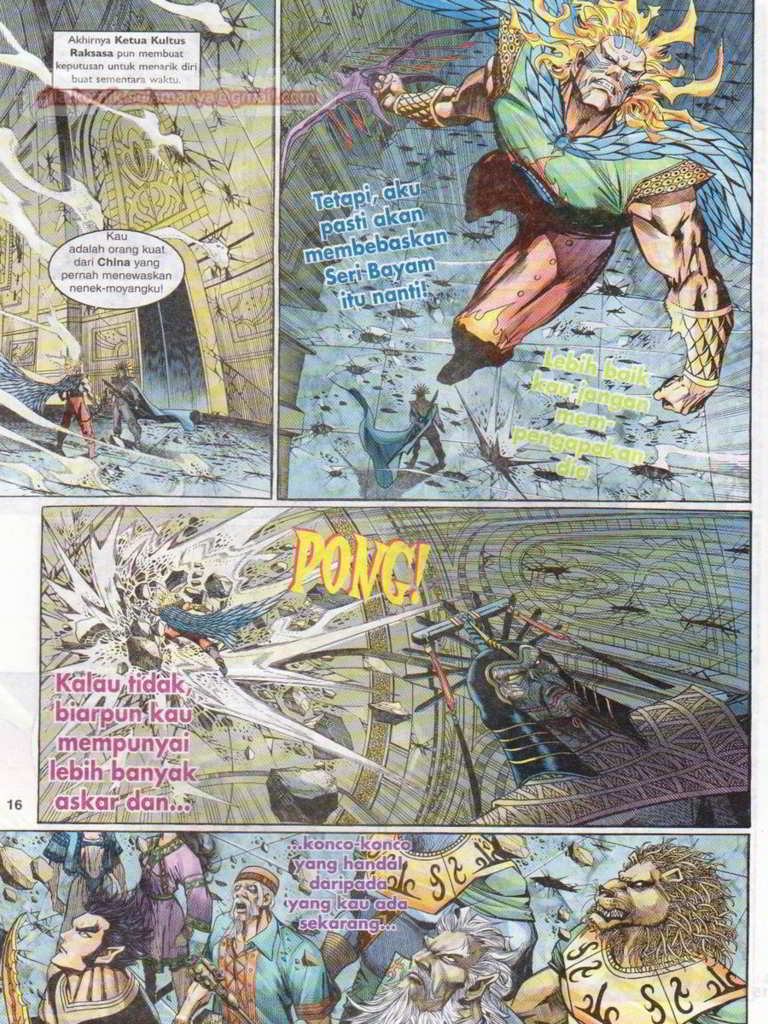 Akhirnya Ketua Kultus
Raksasa pun membuat
keputusan untuk menarik diri
buat sementara waktu.
Kau
adalah orang kuat
dari China yang
pernah menewaskan
nenek-moyangku!
Tetapi, aku
pasti akan
membebaskan
Seri-Bayam
itu nanti!
Lebih baik
kau jangan
mem-
pengapakan
dia
PONG!
Kalau tidak,
biarpun kau
mempunyai
lebih banyak
askar dan...
16
...konco-konco
yang handal
daripada
yang kau ada
sekarang...